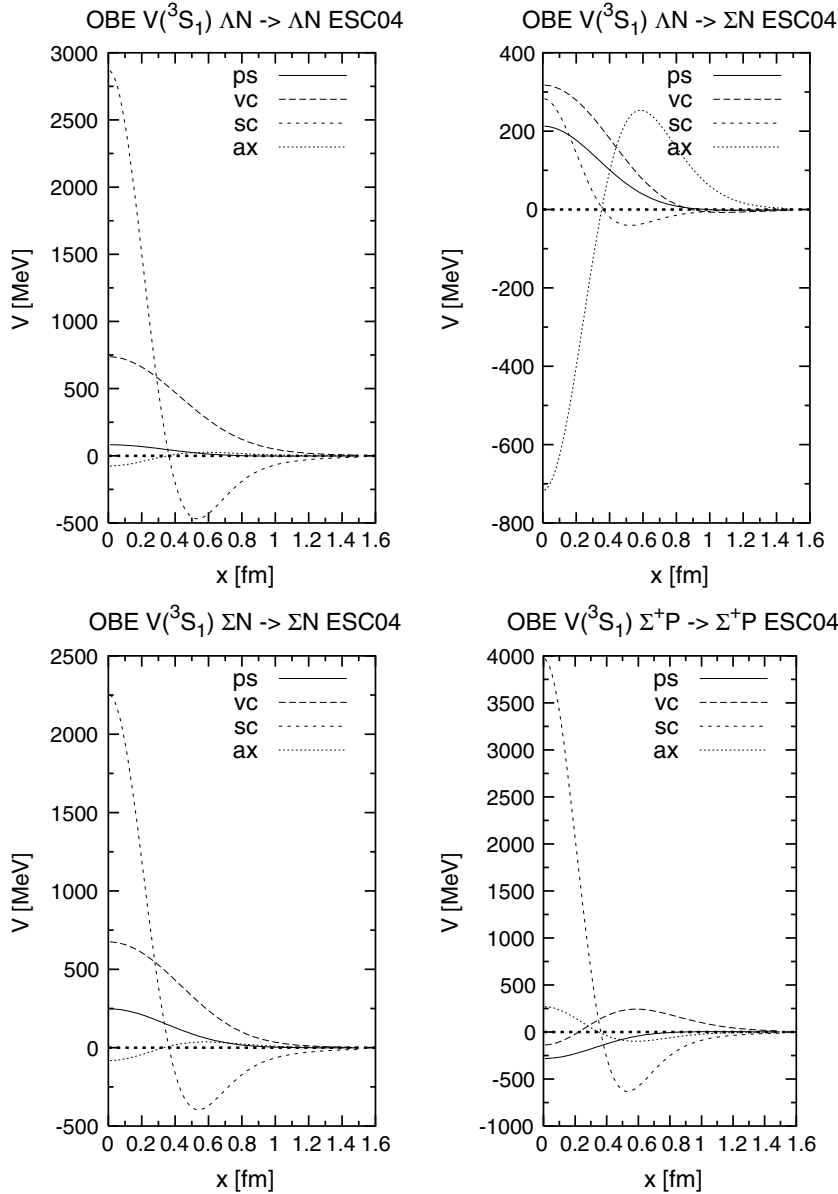 OBE V(³S₁) ΛN -> ΛN ESC04
V [MeV]
3000
2500
2000
1500
1000
500
0
-500
ps
vc
sc
ax
0 0.2 0.4 0.6 0.8 1 1.2 1.4 1.6
x [fm]
OBE V(³S₁) ΛN -> ΣN ESC04
V [MeV]
400
200
0
-200
-400
-600
-800
ps
vc
sc
ax
0 0.2 0.4 0.6 0.8 1 1.2 1.4 1.6
x [fm]
OBE V(³S₁) ΣN -> ΣN ESC04
V [MeV]
2500
2000
1500
1000
500
0
-500
ps
vc
sc
ax
0 0.2 0.4 0.6 0.8 1 1.2 1.4 1.6
x [fm]
OBE V(³S₁) Σ⁺P -> Σ⁺P ESC04
V [MeV]
4000
3500
3000
2500
2000
1500
1000
500
0
-500
-1000
ps
vc
sc
ax
0 0.2 0.4 0.6 0.8 1 1.2 1.4 1.6
x [fm]